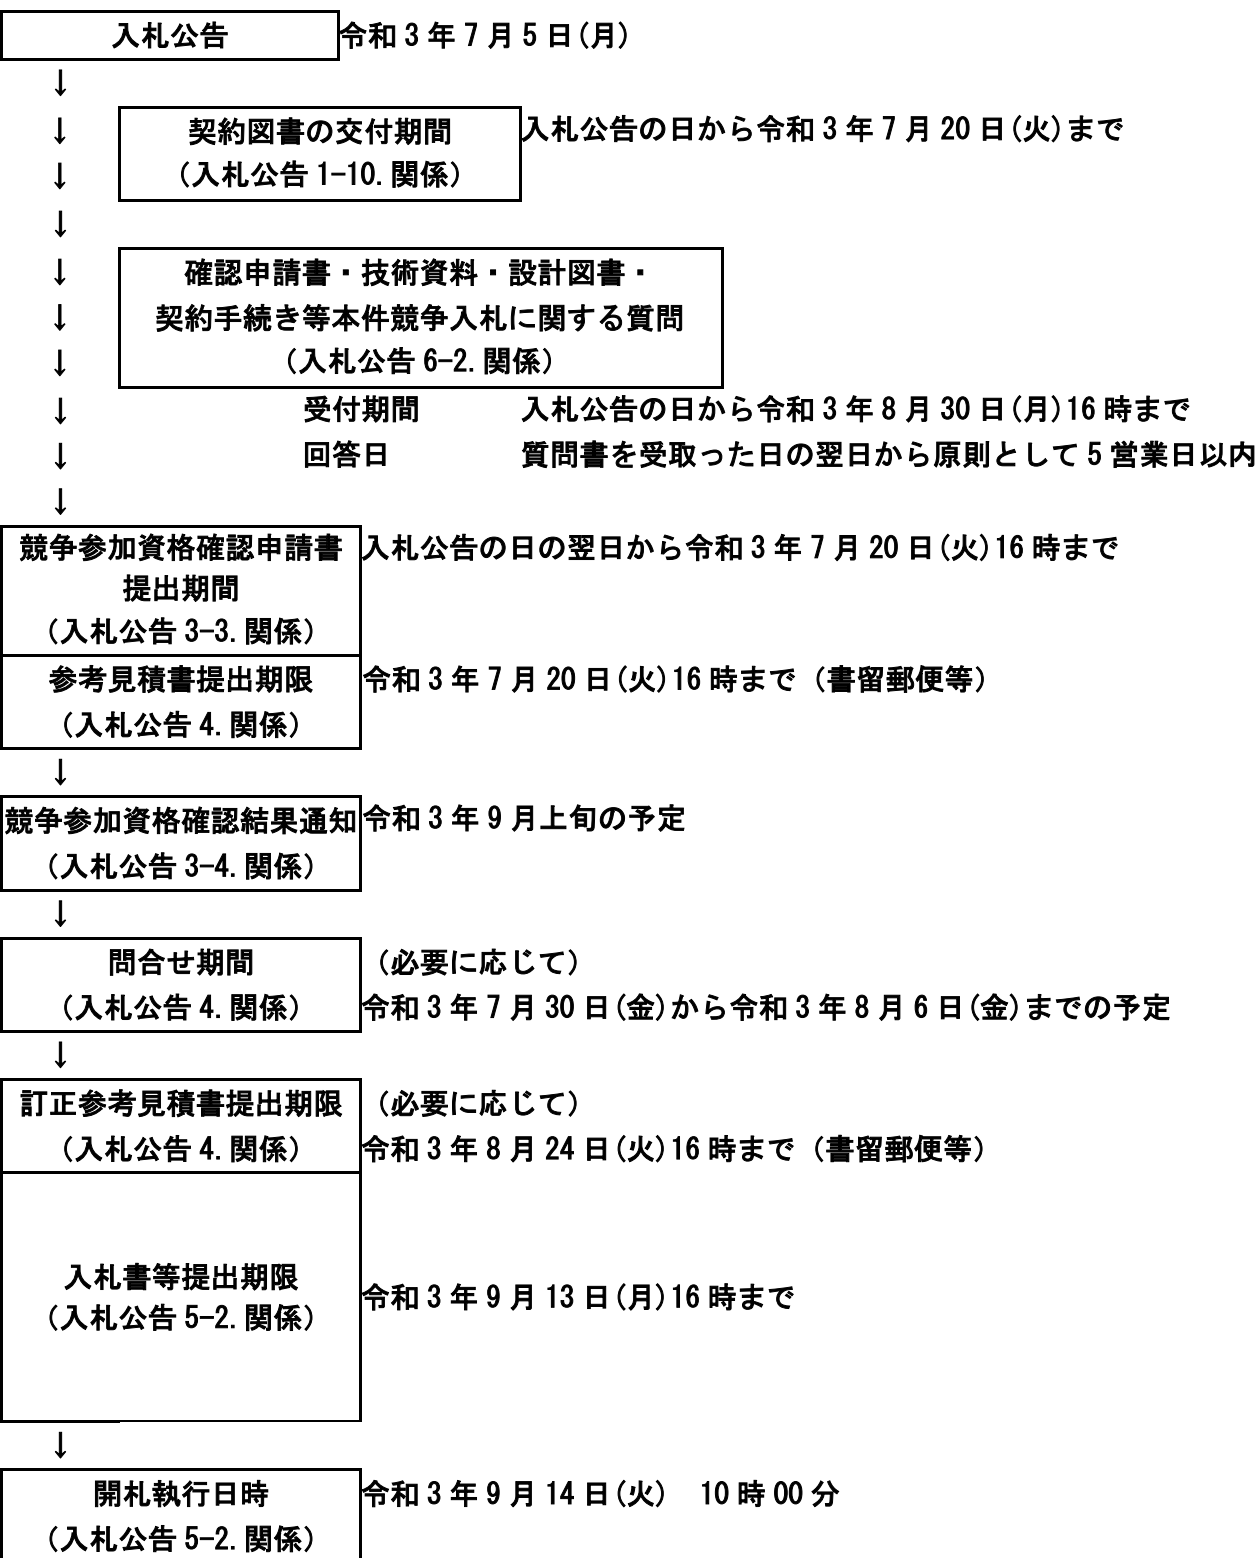 入札公告 令和3年7月5日(月)
↓
↓ 契約図書の交付期間 入札公告の日から令和3年7月20日(火)まで
↓ （入札公告1-10.関係）
↓
↓ 確認申請書・技術資料・設計図書・
↓ 契約手続き等本件競争入札に関する質問
↓ （入札公告6-2.関係）
↓ 受付期間 入札公告の日から令和3年8月30日(月)16時まで
↓ 回答日 質問書を受取った日の翌日から原則として5営業日以内
↓
競争参加資格確認申請書 入札公告の日の翌日から令和3年7月20日(火)16時まで
提出期間
（入札公告3-3.関係）
参考見積書提出期限 令和3年7月20日(火)16時まで（書留郵便等）
（入札公告4.関係）
↓
競争参加資格確認結果通知 令和3年9月上旬の予定
（入札公告3-4.関係）
↓
問合せ期間 （必要に応じて）
（入札公告4.関係） 令和3年7月30日(金)から令和3年8月6日(金)までの予定
↓
訂正参考見積書提出期限 （必要に応じて）
（入札公告4.関係） 令和3年8月24日(火)16時まで（書留郵便等）
入札書等提出期限
令和3年9月13日(月)16時まで
（入札公告5-2.関係）
↓
開札執行日時 令和3年9月14日(火) 10時00分
（入札公告5-2.関係）